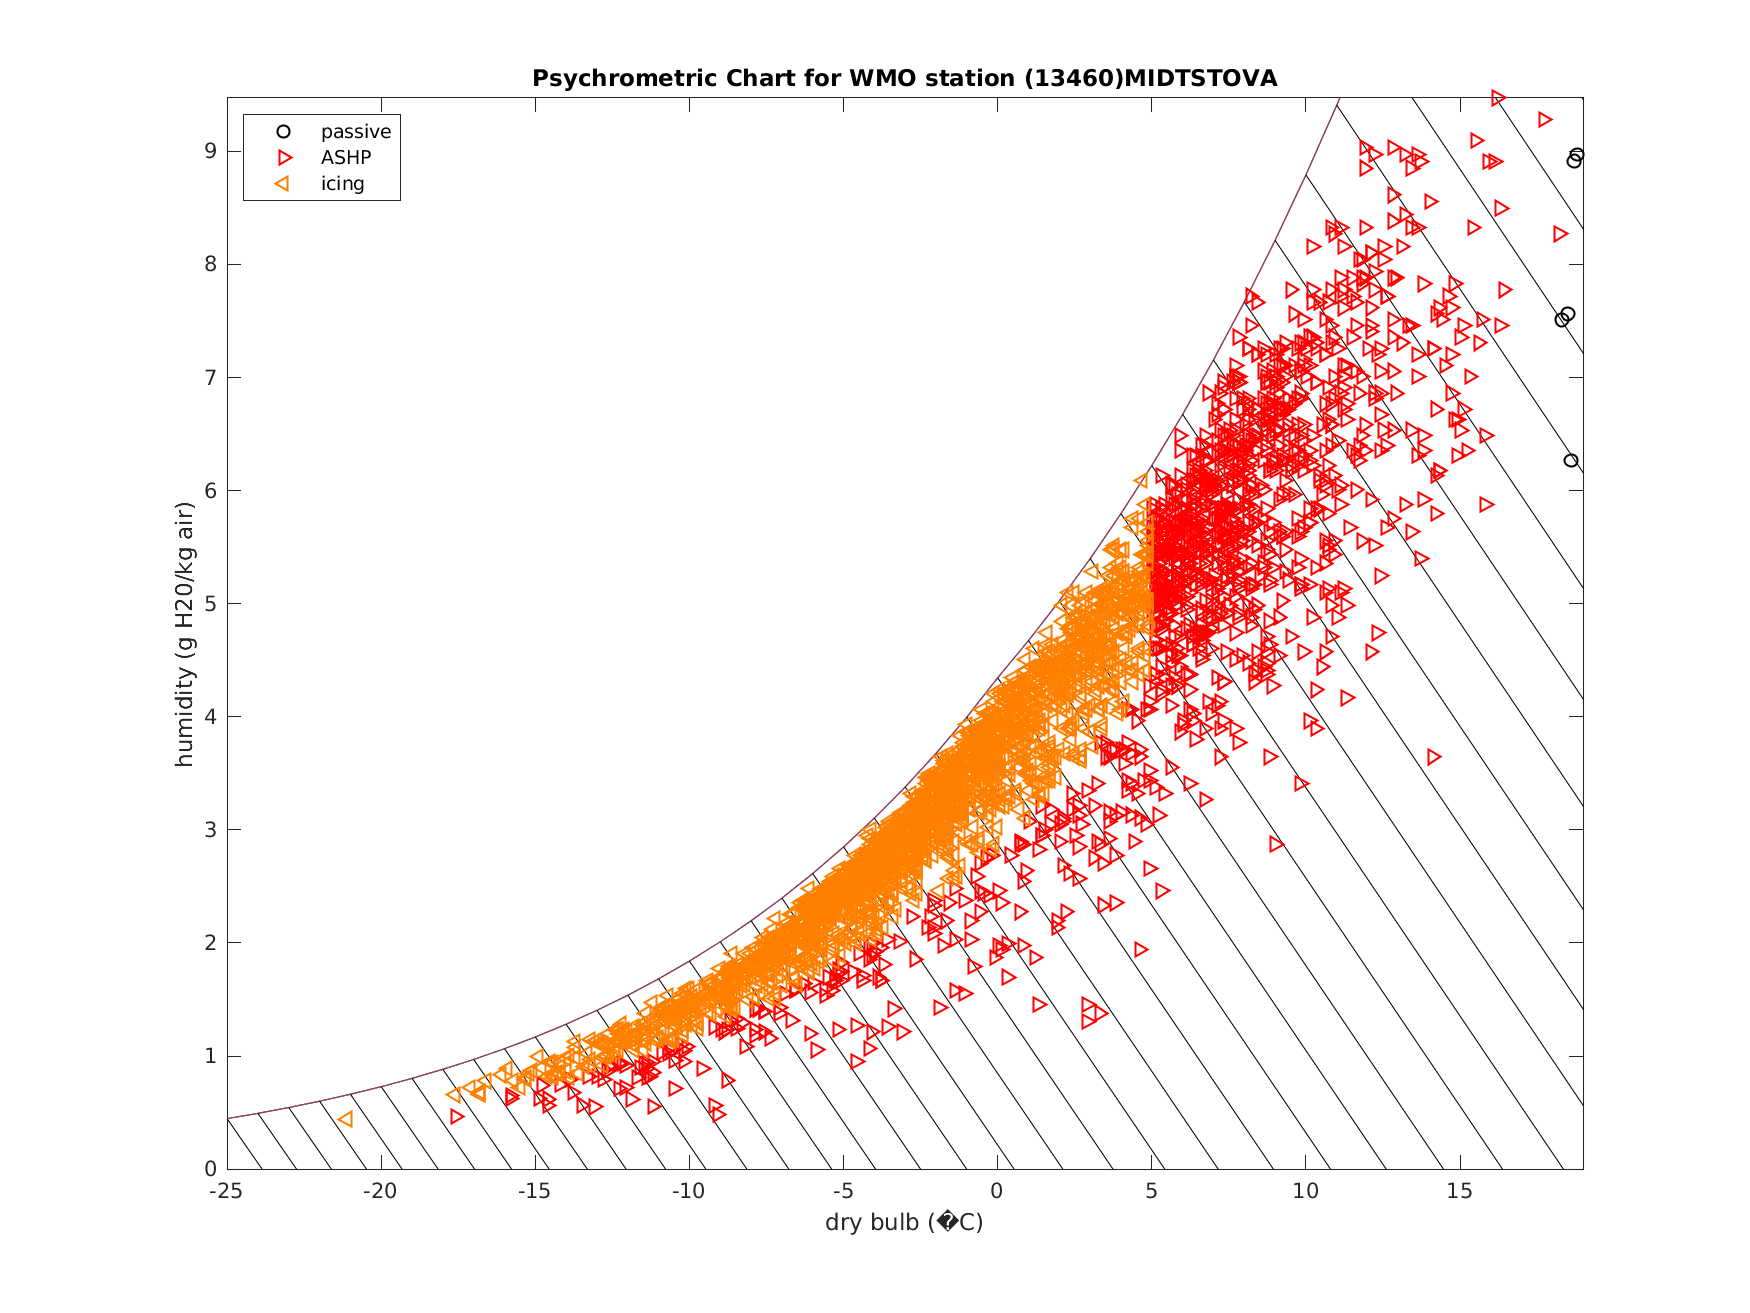 Psychrometric Chart for WMO station (13460)MIDTSTOVA
passive
ASHP
icing
9
8
7
6
5
4
3
2
1
0
humidity (g H20/kg air)
-25 -20 -15 -10 -5 0 5 10 15
dry bulb (�C)